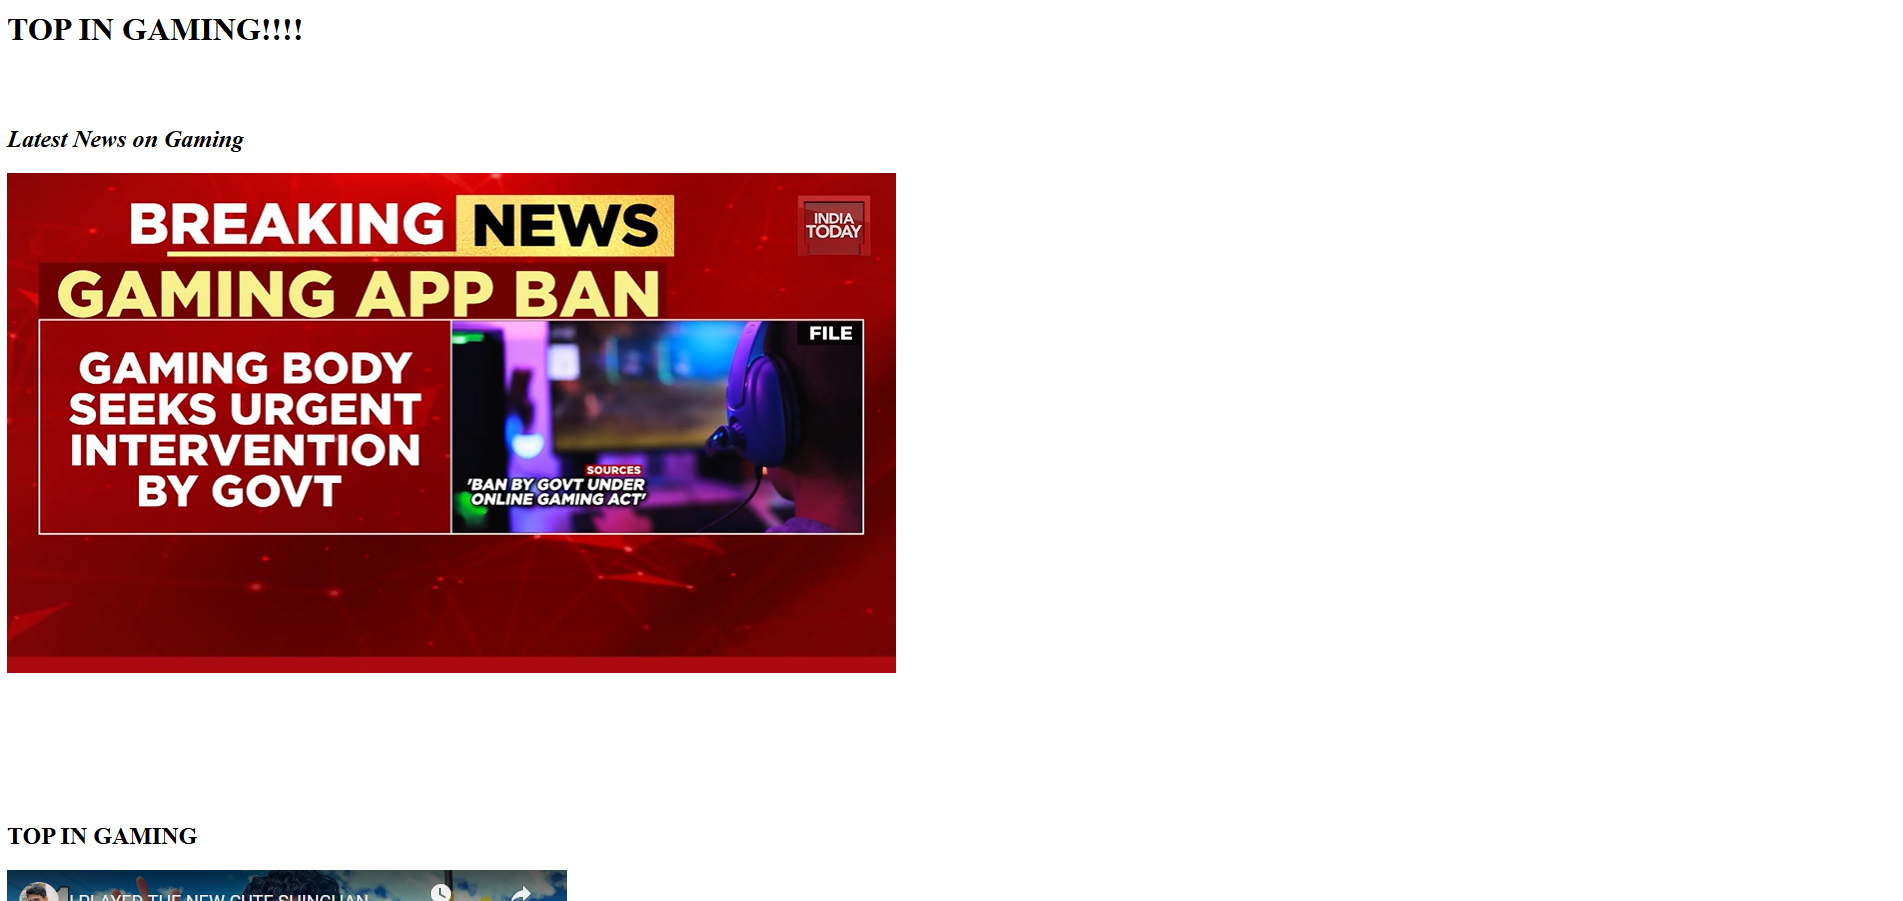 TOP IN GAMING!!!!
Latest News on Gaming
BREAKING NEWS
INDIA
TODAY
GAMING APP BAN
FILE
GAMING BODY
SEEKS URGENT
INTERVENTION
BY GOVT
SOURCES
'BAN BY GOVT UNDER
ONLINE GAMING ACT'
TOP IN GAMING
I PLAYED THE NEW CUTE SHINCHAN